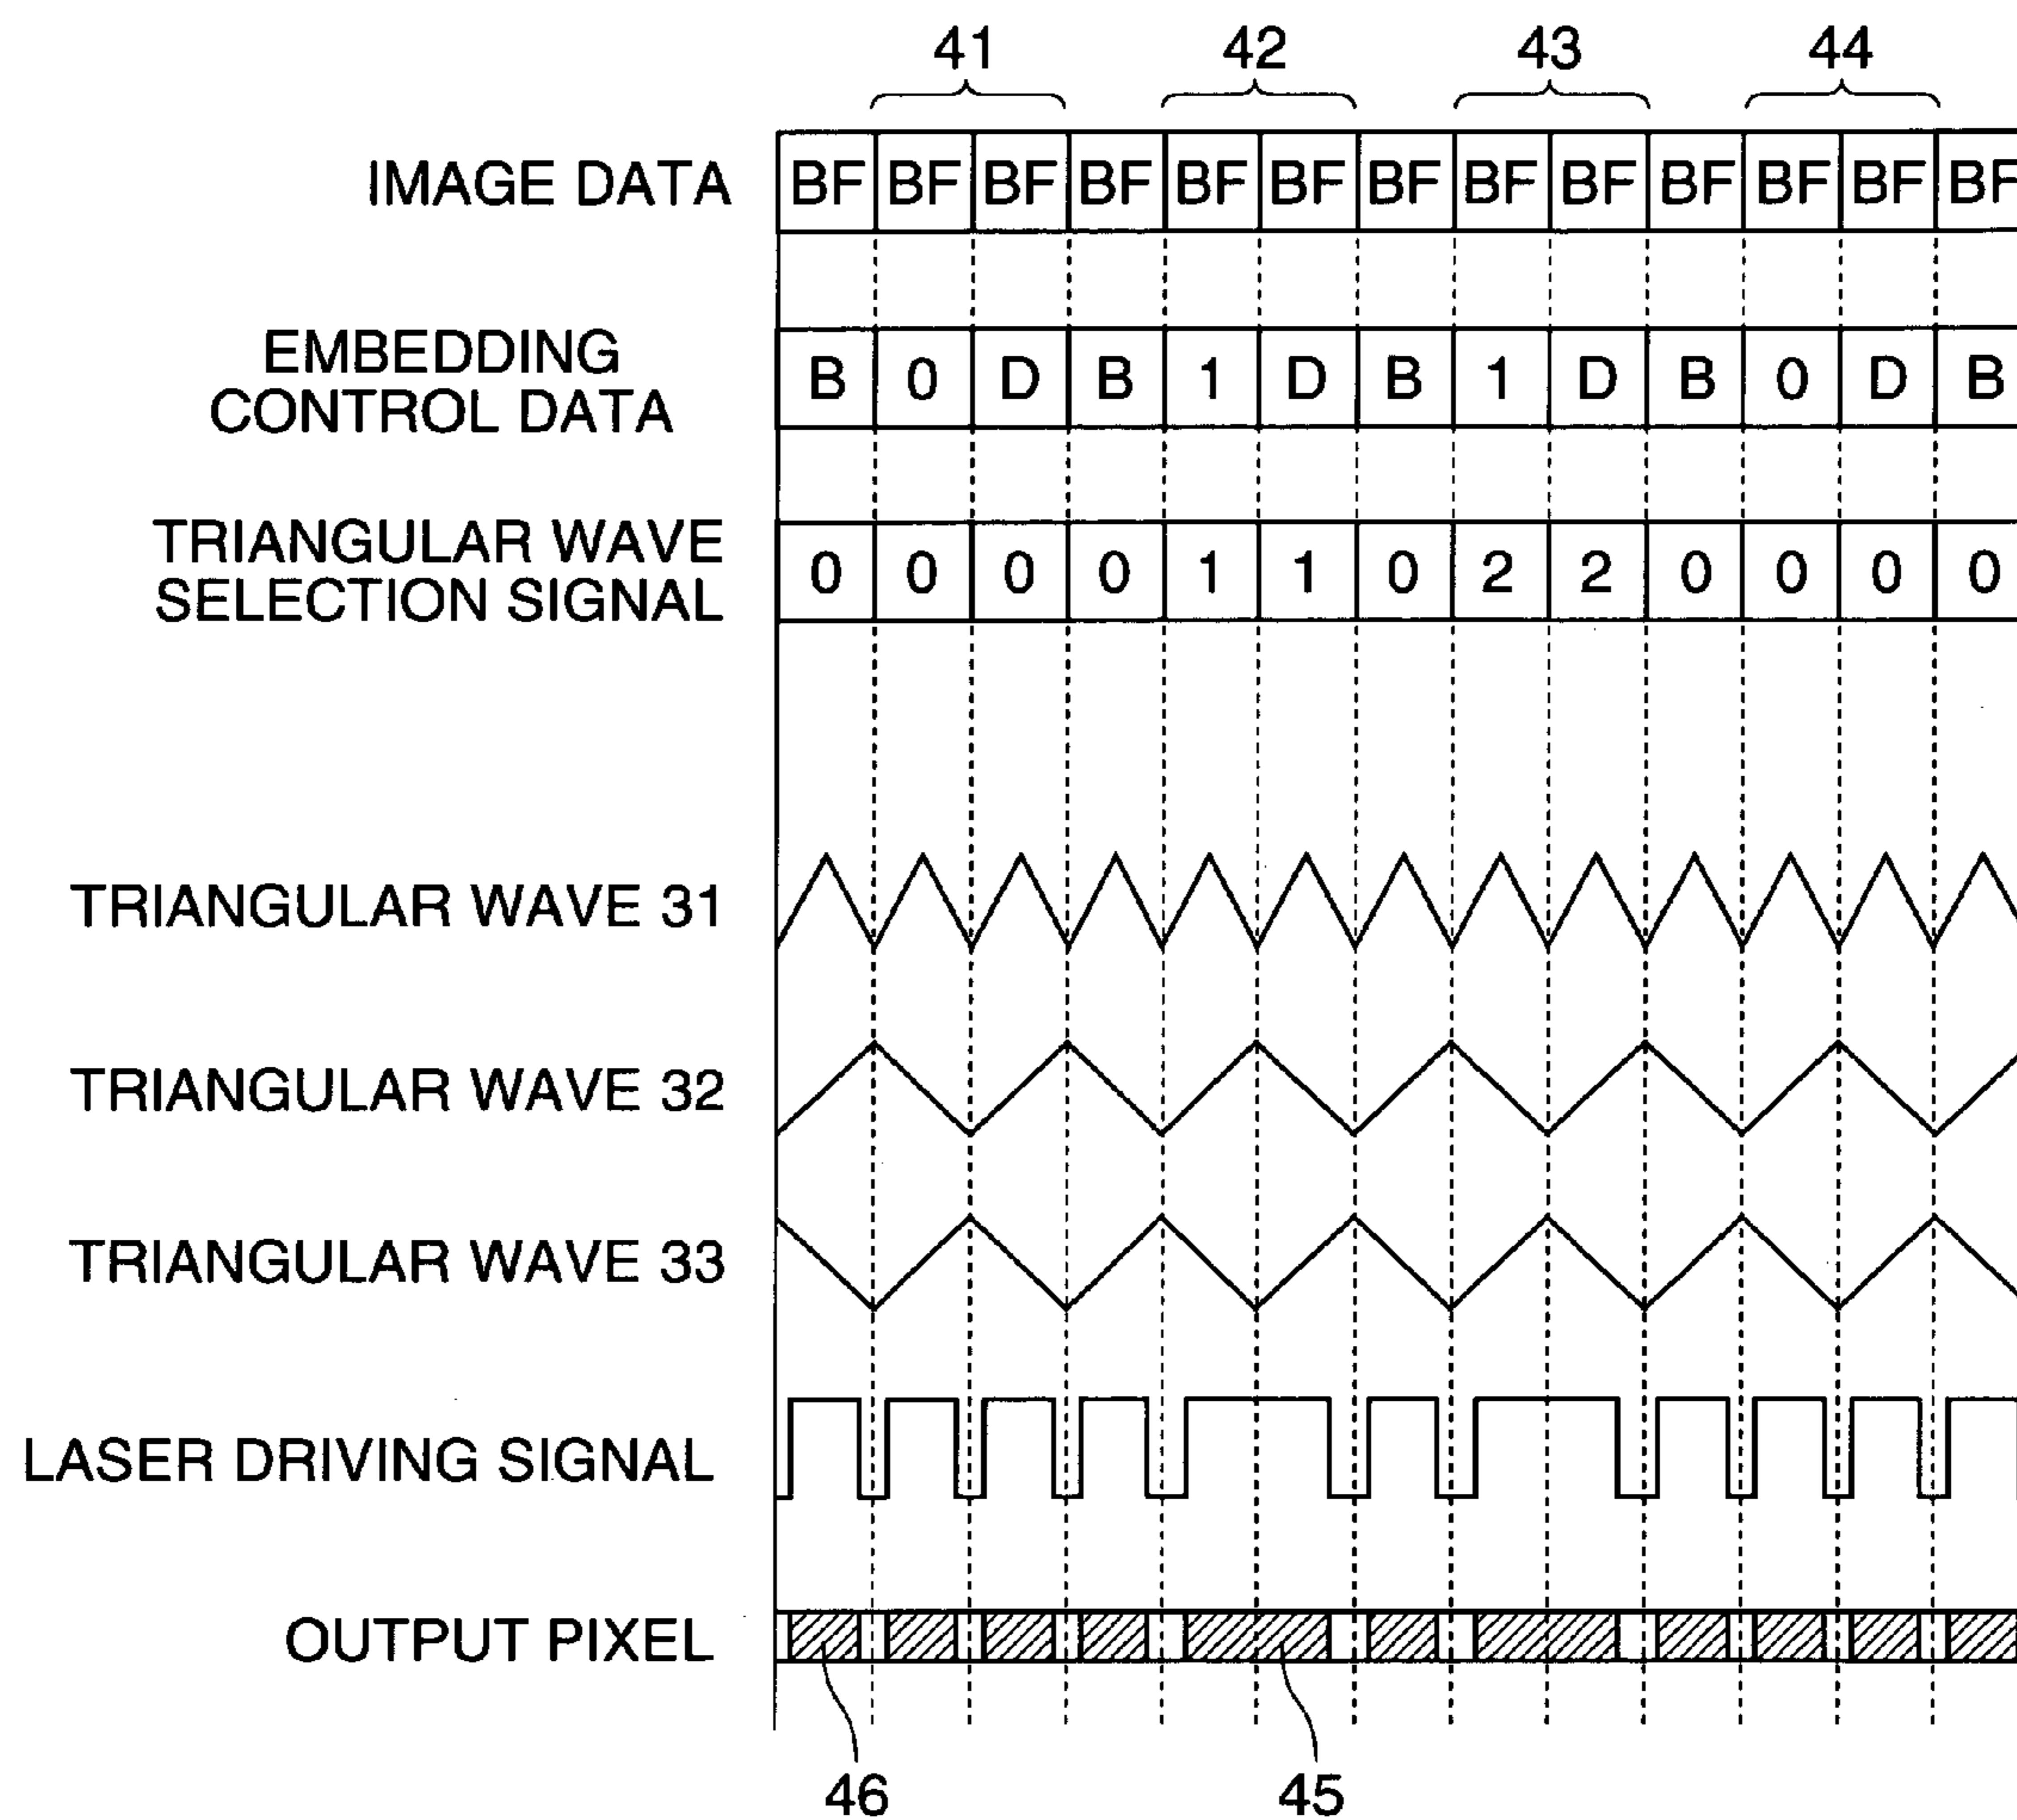 41 42 43 44
IMAGE DATA BF BF BF BF BF BF BF BF BF BF BF BF BF
EMBEDDING
CONTROL DATA B 0 D B 1 D B 1 D B 0 D B
TRIANGULAR WAVE
SELECTION SIGNAL 0 0 0 0 1 1 0 2 2 0 0 0 0
TRIANGULAR WAVE 31
TRIANGULAR WAVE 32
TRIANGULAR WAVE 33
LASER DRIVING SIGNAL
OUTPUT PIXEL
46 45